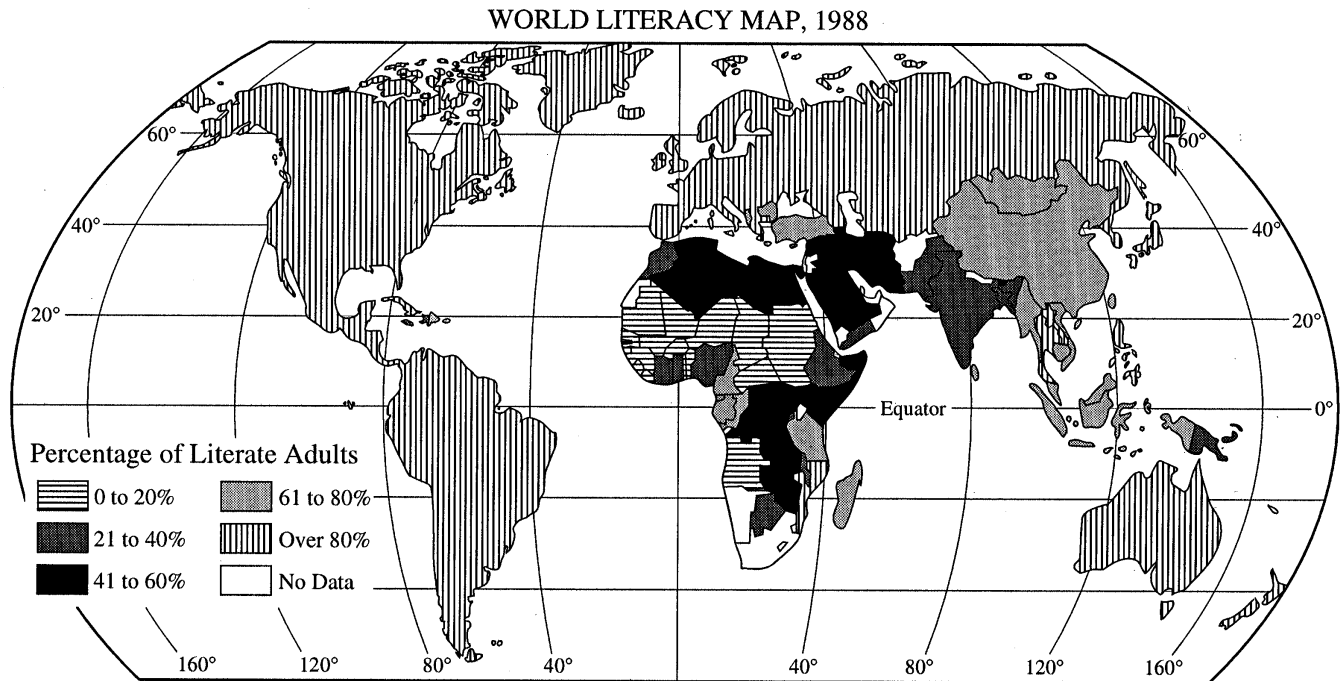 WORLD LITERACY MAP, 1988
60°
60°
40°
40°
20°
20°
Equator
0°
Percentage of Literate Adults
0 to 20%
61 to 80%
21 to 40%
Over 80%
41 to 60%
No Data
160°
120°
80°
40°
40°
80°
120°
160°